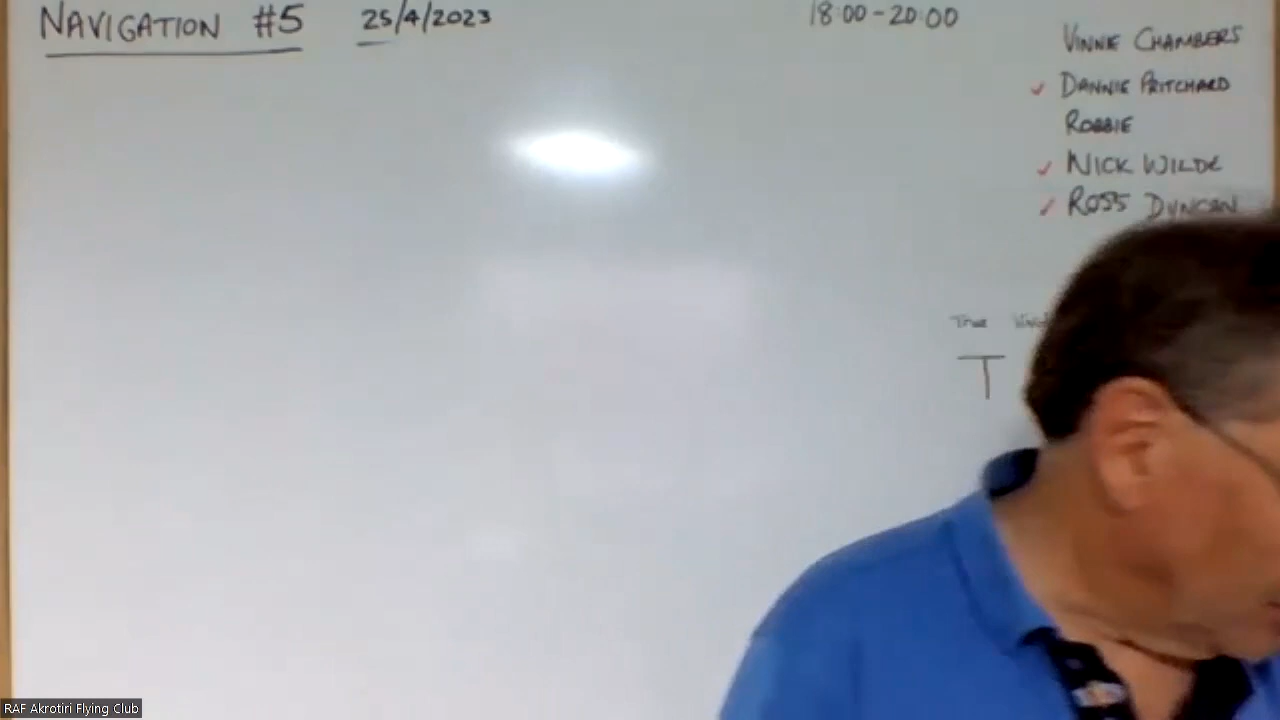 NAVIGATION #5 25/4/2023 18:00-20:00
VINNIE CHAMBERS
✓ DANNIE PRITCHARD
ROBBIE
✓ NICK WILDE
✓ ROSS DUNCAN
True
T
RAF Akrotiri Flying Club